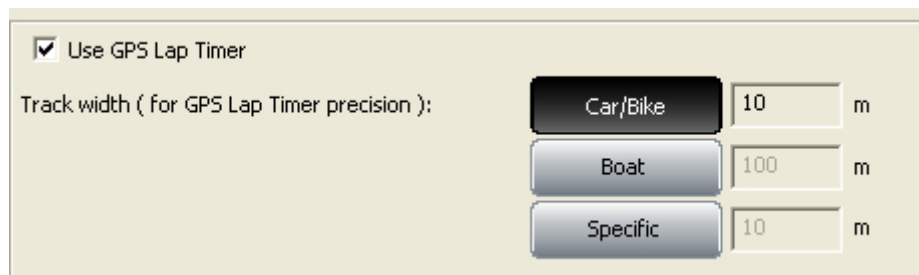 Use GPS Lap Timer
Track width ( for GPS Lap Timer precision ): Car/Bike 10 m
Boat 100 m
Specific 10 m